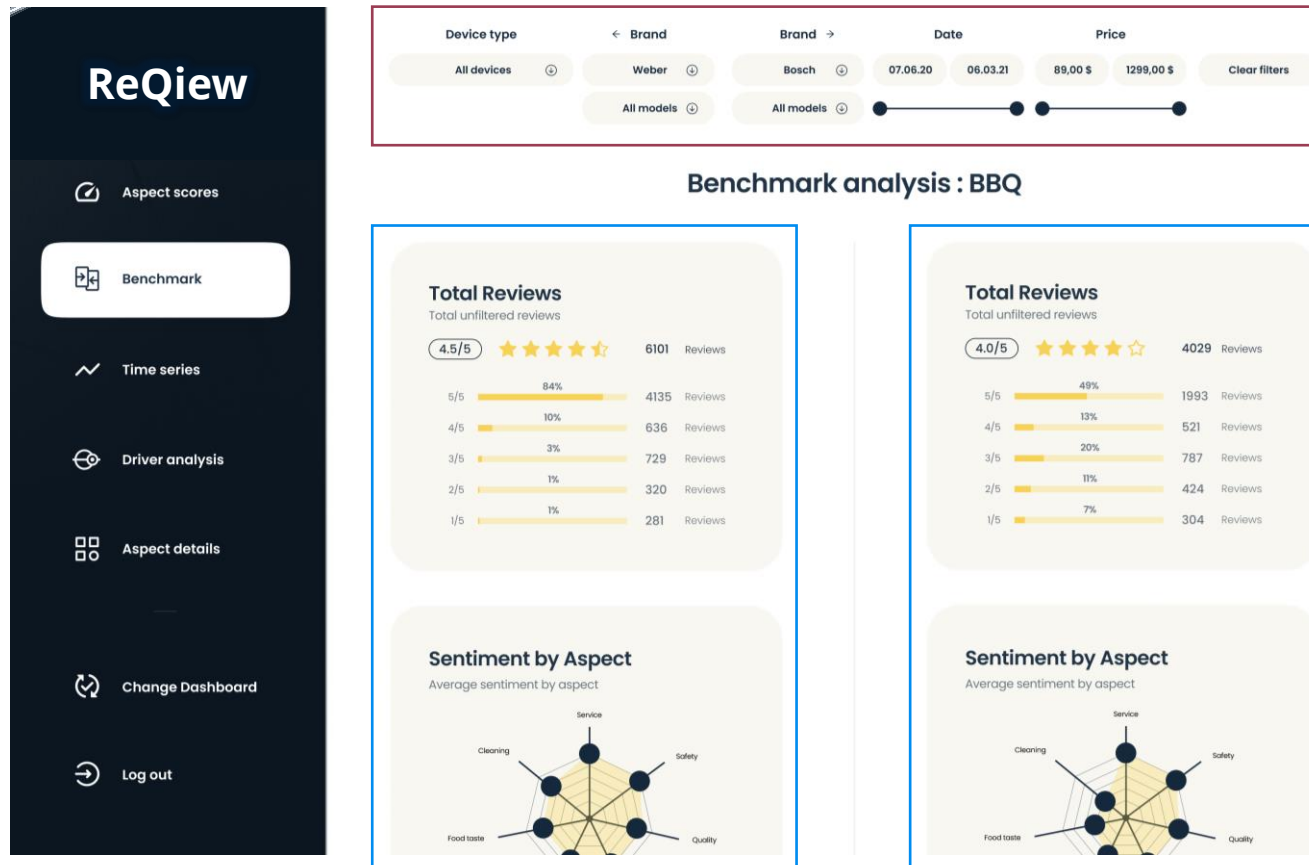 ReQiew
Aspect scores
Benchmark
Time series
Driver analysis
Aspect details
Change Dashboard
Log out
Device type ← Brand Brand → Date Price
All devices Weber Bosch 07.06.20 06.03.21 89,00 $ 1299,00 $ Clear filters
All models All models
Benchmark analysis : BBQ
Total Reviews
Total unfiltered reviews
4.5/5 6101 Reviews
84%
5/5 4135 Reviews
10%
4/5 636 Reviews
3%
3/5 729 Reviews
1%
2/5 320 Reviews
1%
1/5 281 Reviews
Sentiment by Aspect
Average sentiment by aspect
Service
Cleaning
Safety
Food taste
Quality
Total Reviews
Total unfiltered reviews
4.0/5 4029 Reviews
49%
5/5 1993 Reviews
13%
4/5 521 Reviews
20%
3/5 787 Reviews
11%
2/5 424 Reviews
7%
1/5 304 Reviews
Sentiment by Aspect
Average sentiment by aspect
Service
Cleaning
Safety
Food taste
Quality